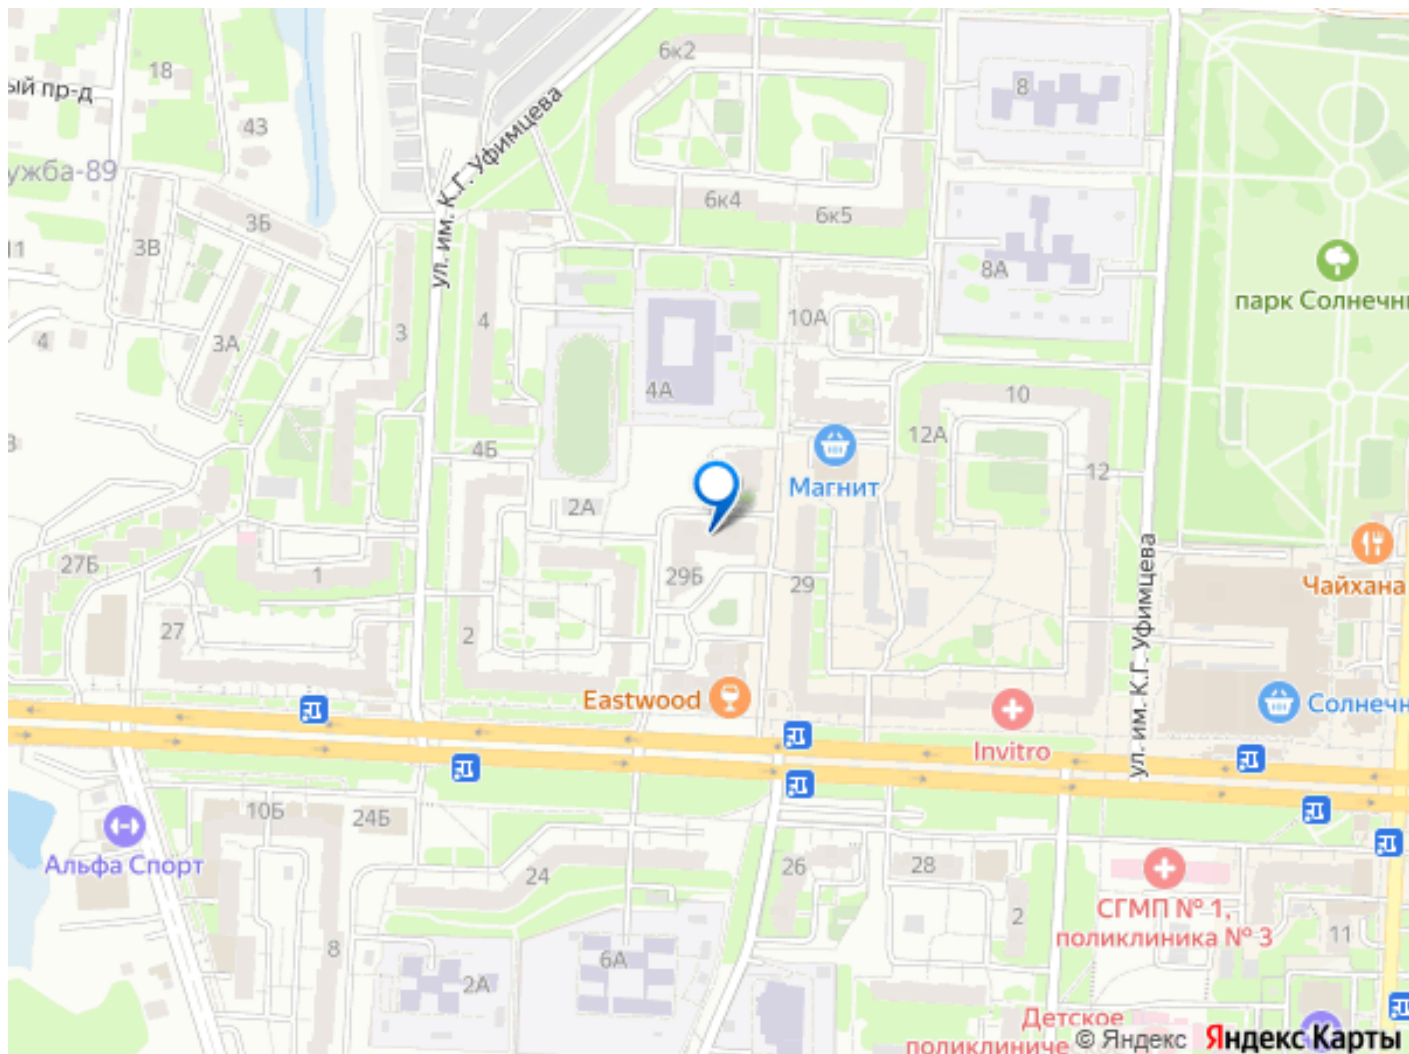 6к2
18
8
ый пр-д
43
ул. им. К.Г. Уфимцева
ужба-89
6к4
6к5
3Б
3В
11
8А
парк Солнечн
10А
4
3
4
3А
4А
10
12А
4Б
12
Магнит
2А
27Б
1
29Б
29
Чайхана
ул. им. К.Г. Уфимцева
27
2
Eastwood
Солнечн
Invitro
10Б
24Б
Альфа Спорт
24
26
28
СГМП № 1,
поликлиника № 3
2
11
8
6А
2А
Детское
поликлиниче
© Яндекс Яндекс Карты